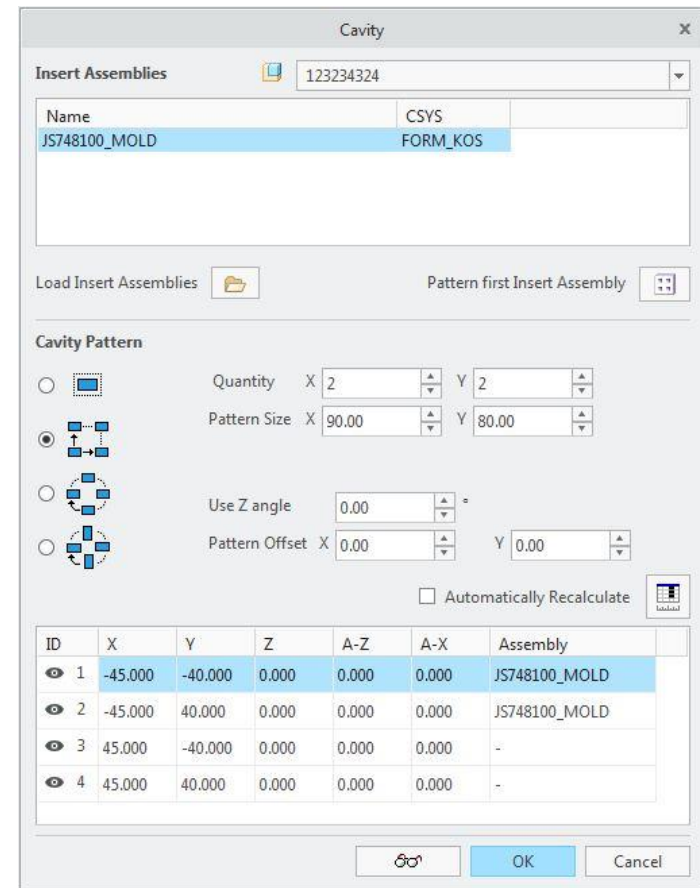 Cavity
Insert Assemblies 123234324
Name CSYS
JS748100_MOLD FORM_KOS
Load Insert Assemblies Pattern first Insert Assembly
Cavity Pattern
Quantity X 2 Y 2
Pattern Size X 90.00 Y 80.00
Use Z angle 0.00 °
Pattern Offset X 0.00 Y 0.00
Automatically Recalculate
ID X Y Z A-Z A-X Assembly
1 -45.000 -40.000 0.000 0.000 0.000 JS748100_MOLD
2 -45.000 40.000 0.000 0.000 0.000 JS748100_MOLD
3 45.000 -40.000 0.000 0.000 0.000 -
4 45.000 40.000 0.000 0.000 0.000 -
OK Cancel